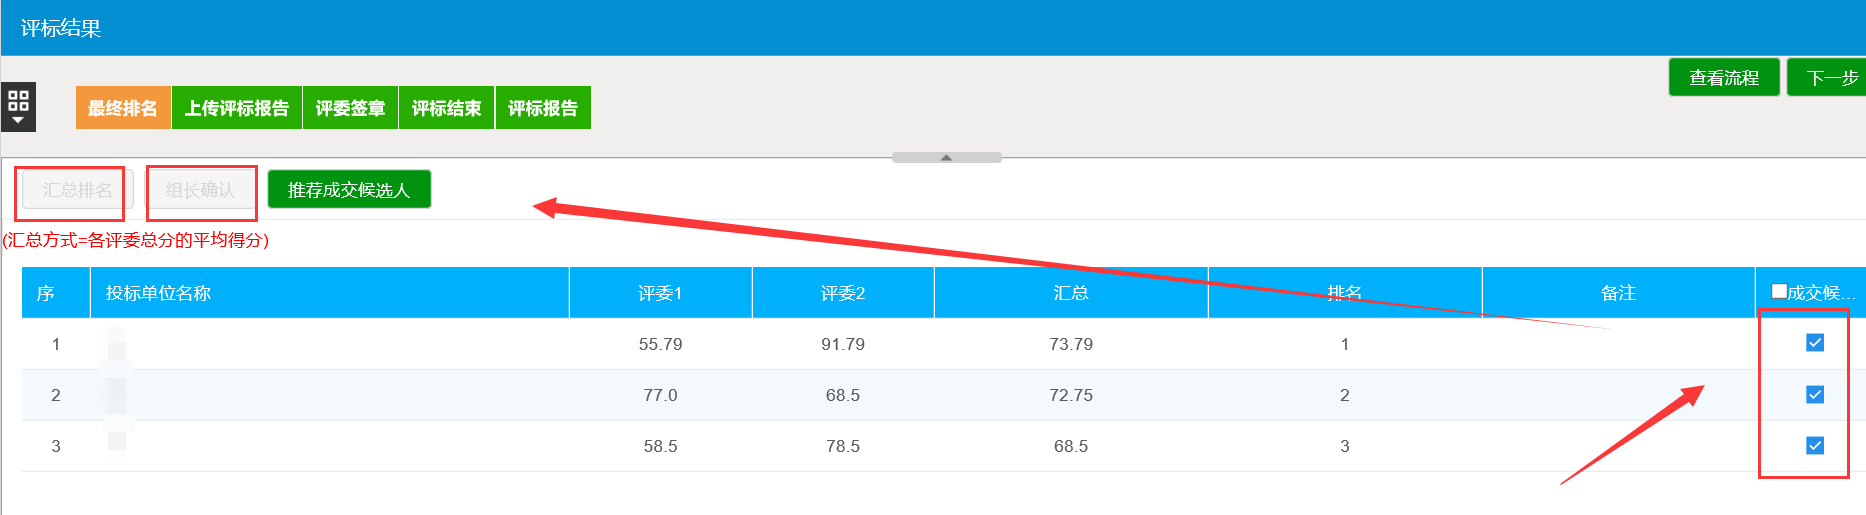 评标结果
查看流程 下一步
最终排名 上传评标报告 评委签章 评标结束 评标报告
汇总排名 组长确认 推荐成交候选人
(汇总方式=各评委总分的平均得分)
序 投标单位名称 评委1 评委2 汇总 排名 备注 成交候...
1 55.79 91.79 73.79 1
2 77.0 68.5 72.75 2
3 58.5 78.5 68.5 3